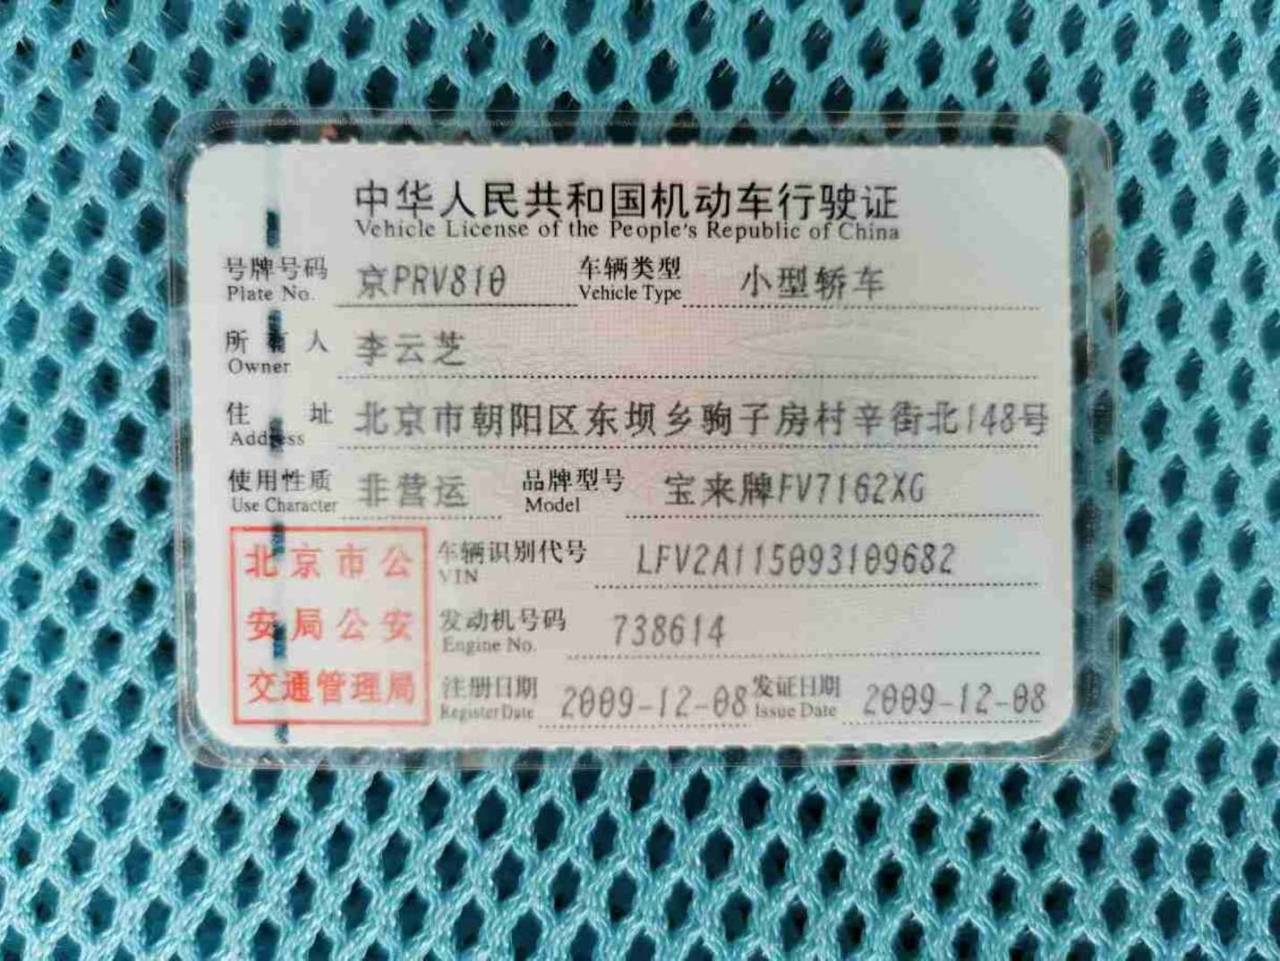 中华人民共和国机动车行驶证
Vehicle License of the People's Republic of China
号牌号码 京PRV810 车辆类型 小型轿车
Plate No. Vehicle Type
所有人 李云芝
Owner
住址 北京市朝阳区东坝乡驹子房村辛街北148号
Address
使用性质 非营运 品牌型号 宝来牌FV7162XG
Use Character Model
北京市公
安局公安
交通管理局
车辆识别代号 LFV2A115093109682
VIN
发动机号码 738614
Engine No.
注册日期 2009-12-08 发证日期 2009-12-08
Register Date Issue Date